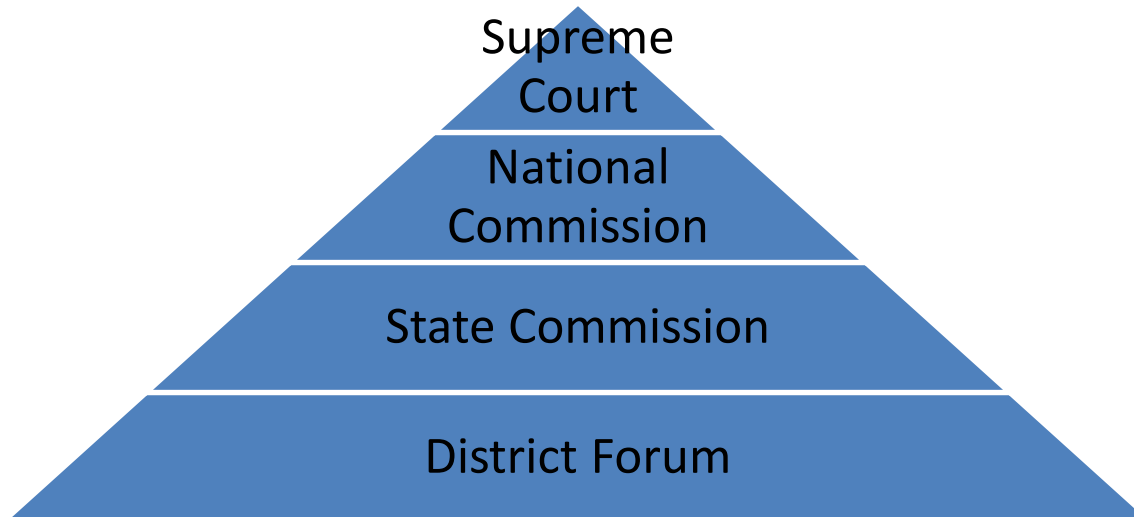 Supreme
Court
National
Commission
State Commission
District Forum